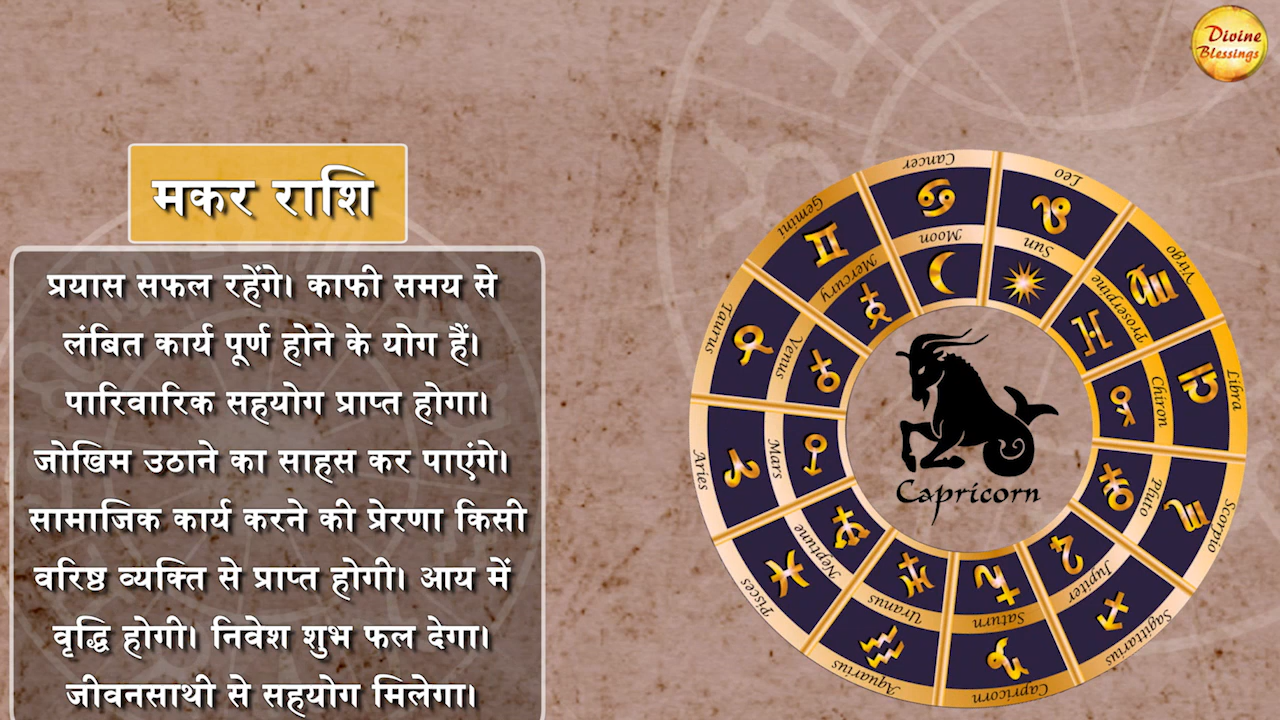 Divine
Blessings
मकर राशि
प्रयास सफल रहेंगे। काफी समय से
लंबित कार्य पूर्ण होने के योग हैं।
पारिवारिक सहयोग प्राप्त होगा।
जोखिम उठाने का साहस कर पाएंगे।
सामाजिक कार्य करने की प्रेरणा किसी
वरिष्ठ व्यक्ति से प्राप्त होगी। आय में
वृद्धि होगी। निवेश शुभ फल देगा।
जीवनसाथी से सहयोग मिलेगा।
Cancer
Leo
Virgo
Libra
Scorpio
Sagittarius
Capricorn
Aquarius
Pisces
Aries
Taurus
Gemini
Moon
Sun
Proserpine
Chiron
Pluto
Jupiter
Saturn
Uranus
Neptune
Mars
Venus
Mercury
Capricorn